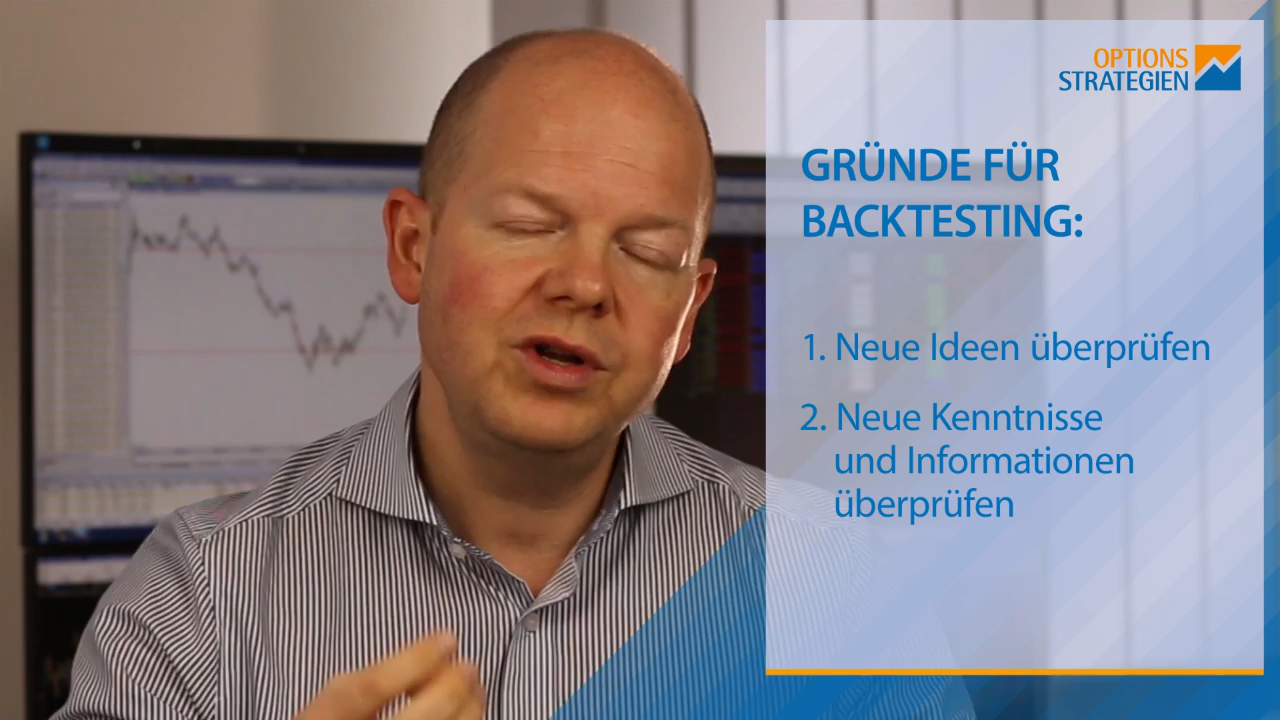 OPTIONS
STRATEGIEN
GRÜNDE FÜR
BACKTESTING:
1. Neue Ideen überprüfen
2. Neue Kenntnisse
und Informationen
überprüfen